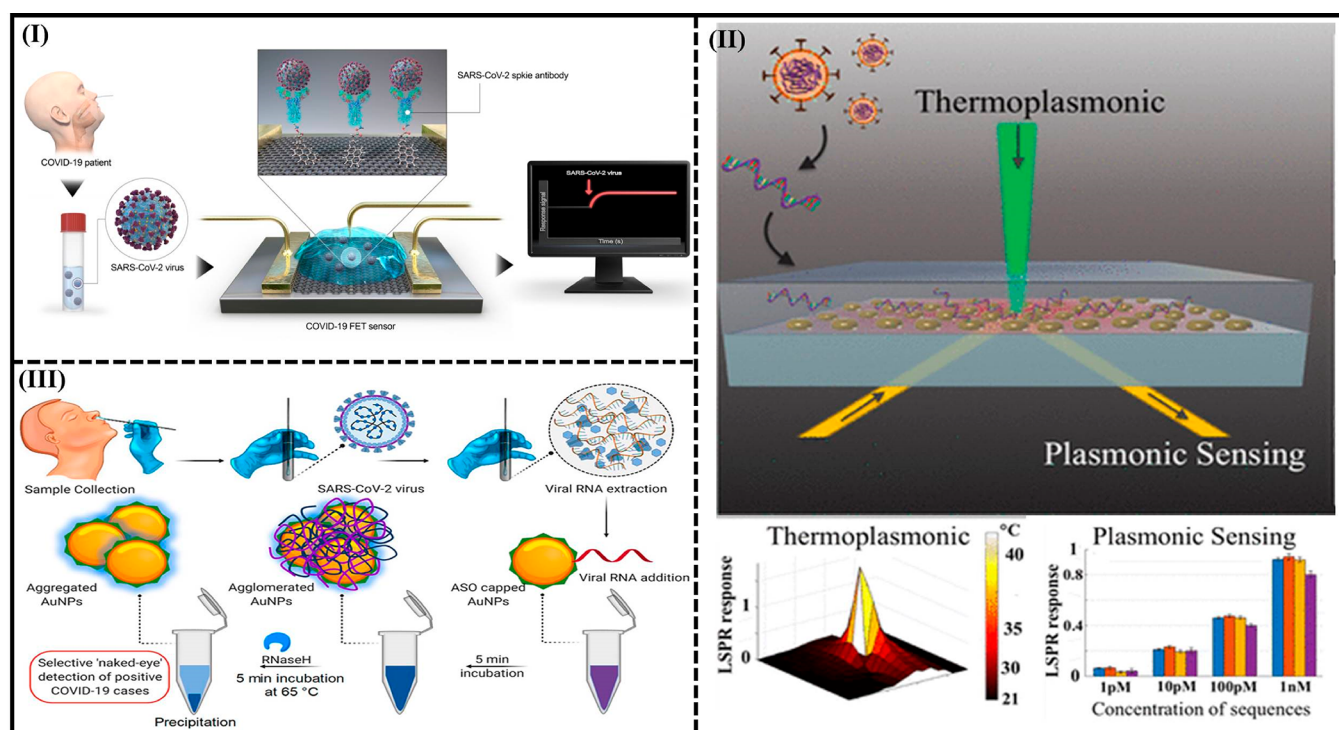 (I)
SARS-CoV-2 spkie antibody
COVID-19 patient
SARS-CoV-2 virus
SARS-CoV-2 virus
Response signal
Time (s)
COVID-19 FET sensor
(II)
Thermoplasmonic
Plasmonic Sensing
Thermoplasmonic
LSPR response
1
0
°C
40
35
30
21
Plasmonic Sensing
LSPR response
1
0.8
0.4
0
1pM
10pM
100pM
1nM
Concentration of sequences
(III)
Sample Collection
SARS-CoV-2 virus
Viral RNA extraction
Aggregated
AuNPs
Agglomerated
AuNPs
ASO capped
AuNPs
Viral RNA addition
Selective 'naked-eye'
detection of positive
COVID-19 cases
RNaseH
5 min incubation
at 65 °C
5 min
incubation
Precipitation